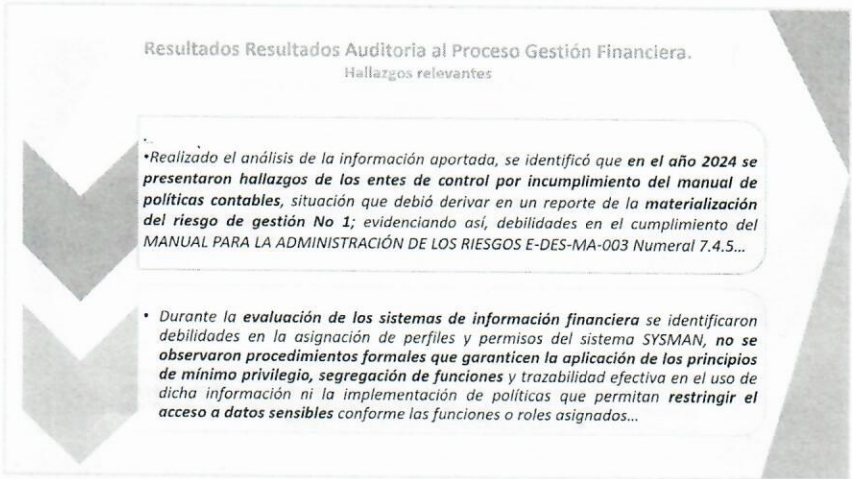 Resultados Resultados Auditoria al Proceso Gestión Financiera.
Hallazgos relevantes
•Realizado el análisis de la información aportada, se identificó que en el año 2024 se
presentaron hallazgos de los entes de control por incumplimiento del manual de
políticas contables, situación que debió derivar en un reporte de la materialización
del riesgo de gestión No 1; evidenciando así, debilidades en el cumplimiento del
MANUAL PARA LA ADMINISTRACIÓN DE LOS RIESGOS E-DES-MA-003 Numeral 7.4.5...
• Durante la evaluación de los sistemas de información financiera se identificaron
debilidades en la asignación de perfiles y permisos del sistema SYSMAN, no se
observaron procedimientos formales que garanticen la aplicación de los principios
de mínimo privilegio, segregación de funciones y trazabilidad efectiva en el uso de
dicha información ni la implementación de políticas que permitan restringir el
acceso a datos sensibles conforme las funciones o roles asignados...